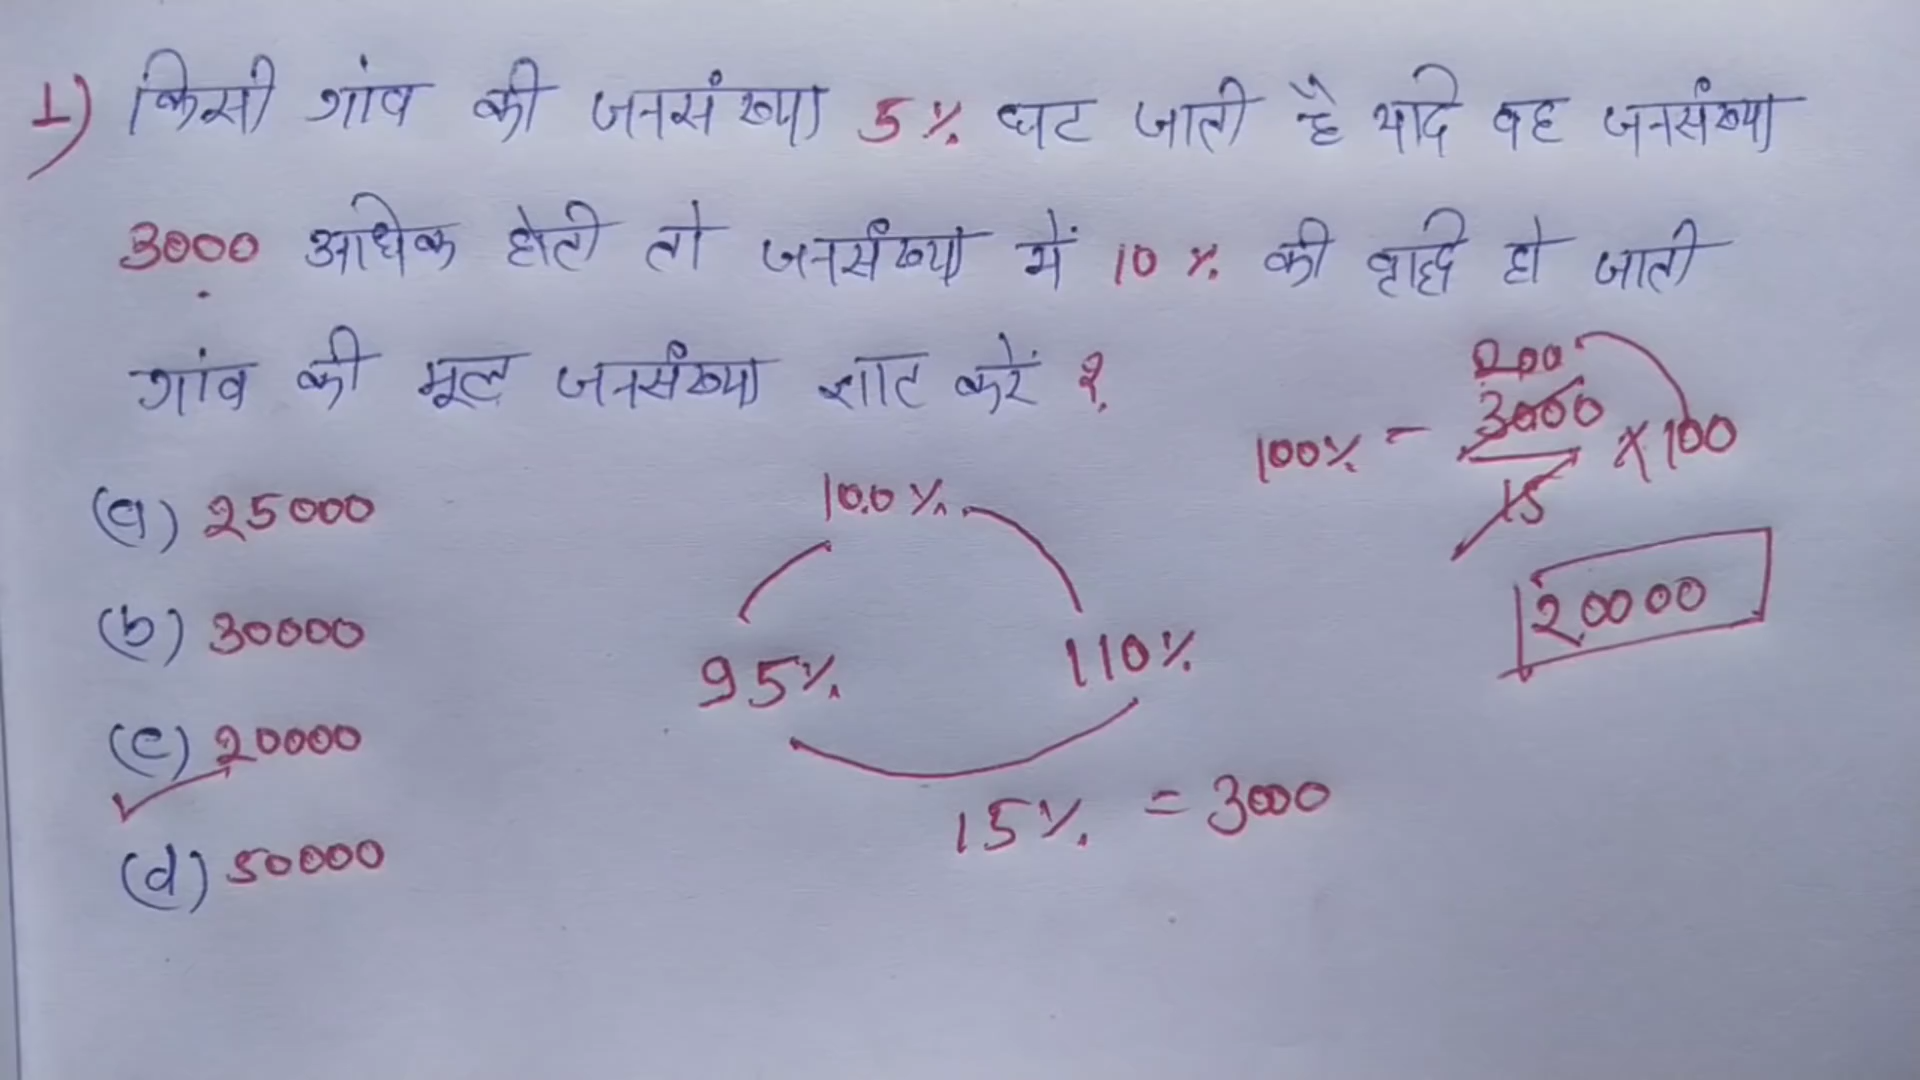 1) किसी गांव की जनसंख्या 5% घट जाती है यदि वह जनसंख्या
3000 अधिक होती तो जनसंख्या में 10% की वृद्धि हो जाती
गांव की मूल जनसंख्या ज्ञात करें ?
(a) 25000
(b) 30000
(c) 20000
(d) 50000
100%
95% 110%
15% = 3000
200
100% - 3000/15 × 100
20000